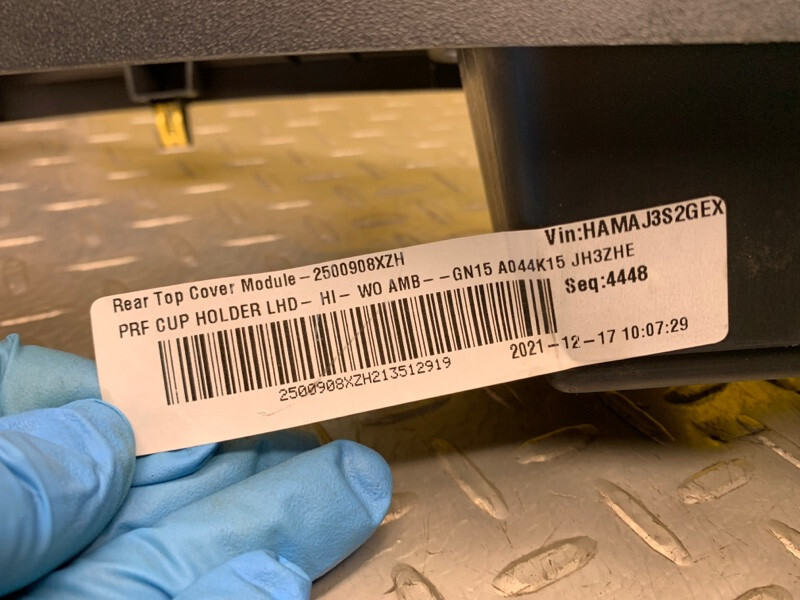 Vin:HAMAJ3S2GEX
Rear Top Cover Module-2500908XZH
PRF CUP HOLDER LHD- HI- WO AMB--GN15 A044K15 JH3ZHE
Seq:4448
2500908XZH213512919
2021-12-17 10:07:29